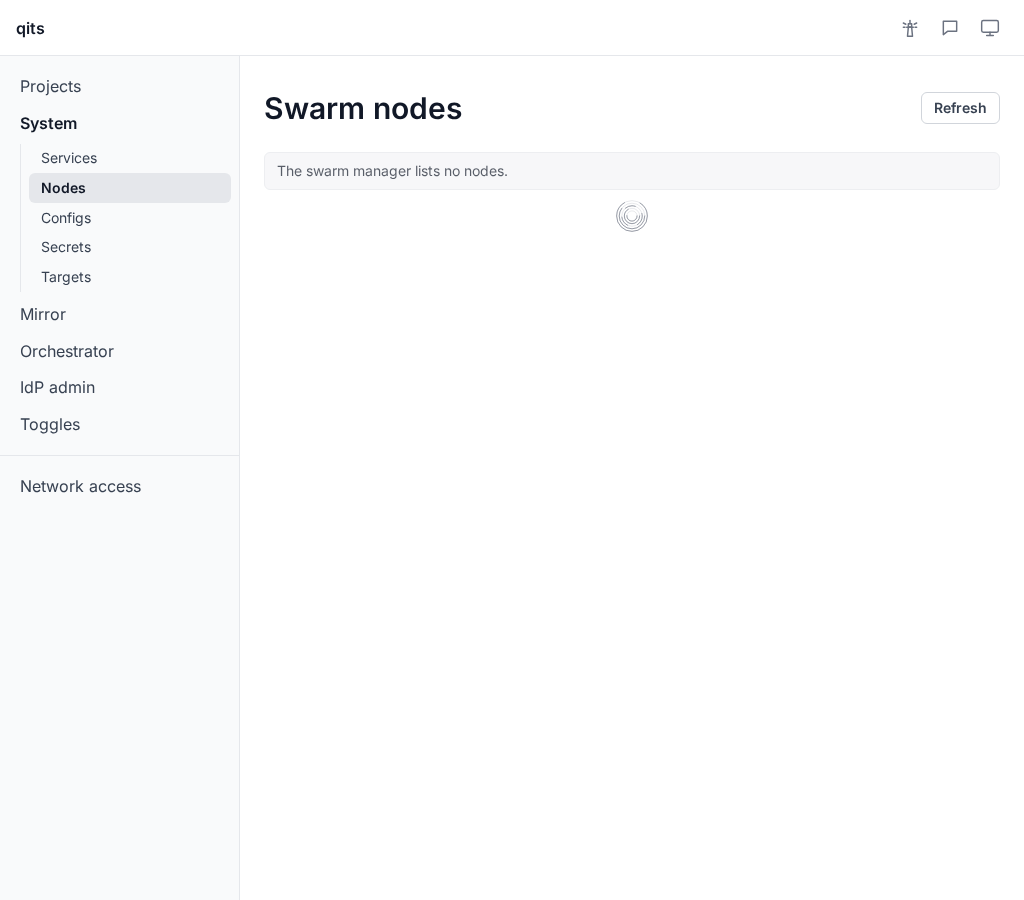 qits
Projects
System
Services
Nodes
Configs
Secrets
Targets
Mirror
Orchestrator
IdP admin
Toggles
Network access
Swarm nodes
Refresh
The swarm manager lists no nodes.